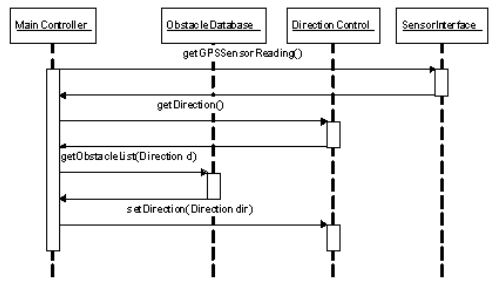 Main Controller
ObstacleDatabase
Direction Control
SensorInterface
getGPSSensorReading()
getDirection()
getObstacleList(Direction d)
setDirection(Direction dir)